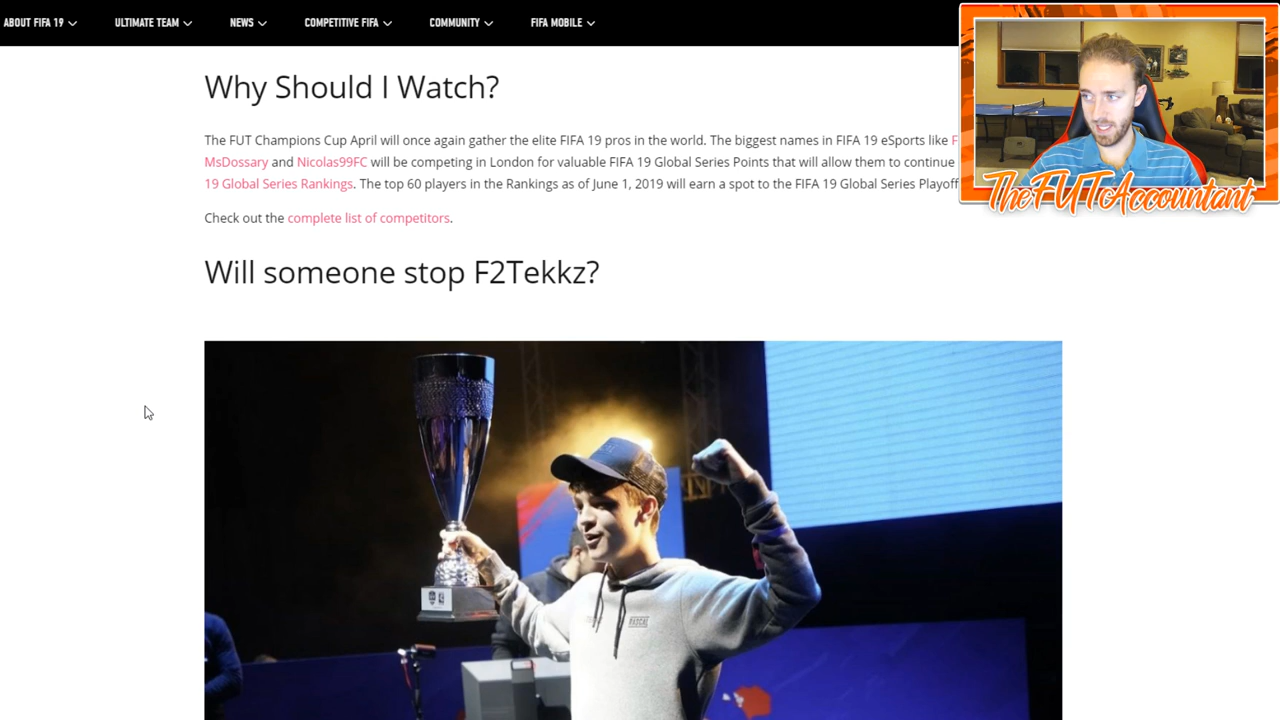 ABOUT FIFA 19 ULTIMATE TEAM NEWS COMPETITIVE FIFA COMMUNITY FIFA MOBILE
Why Should I Watch?
The FUT Champions Cup April will once again gather the elite FIFA 19 pros in the world. The biggest names in FIFA 19 eSports like F
MsDossary and Nicolas99FC will be competing in London for valuable FIFA 19 Global Series Points that will allow them to continue
19 Global Series Rankings. The top 60 players in the Rankings as of June 1, 2019 will earn a spot to the FIFA 19 Global Series Playoff
TheFUTAccountant
Check out the complete list of competitors.
Will someone stop F2Tekkz?
RASCAL